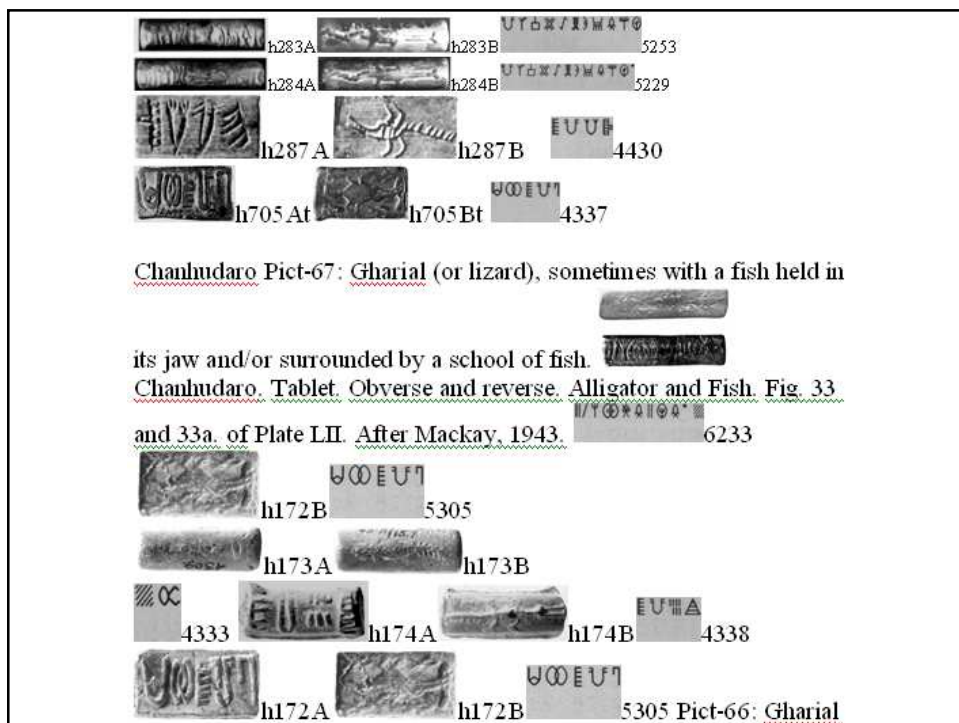 h283A h283B 5253
h284A h284B 5229
h287A h287B 4430
h705At h705Bt 4337
Chanhudaro Pict-67: Gharial (or lizard), sometimes with a fish held in
its jaw and/or surrounded by a school of fish.
Chanhudaro. Tablet. Obverse and reverse. Alligator and Fish. Fig. 33
and 33a. of Plate LII. After Mackay, 1943. 6233
h172B 5305
h173A h173B
4333 h174A h174B 4338
h172A h172B 5305 Pict-66: Gharial